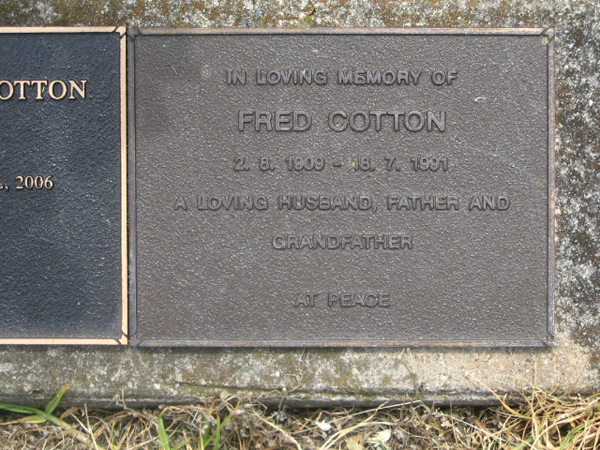 OTTON
, 2006
IN LOVING MEMORY OF
FRED COTTON
2. 8. 1909 - 18. 7. 1991
A LOVING HUSBAND, FATHER AND
GRANDFATHER
AT PEACE